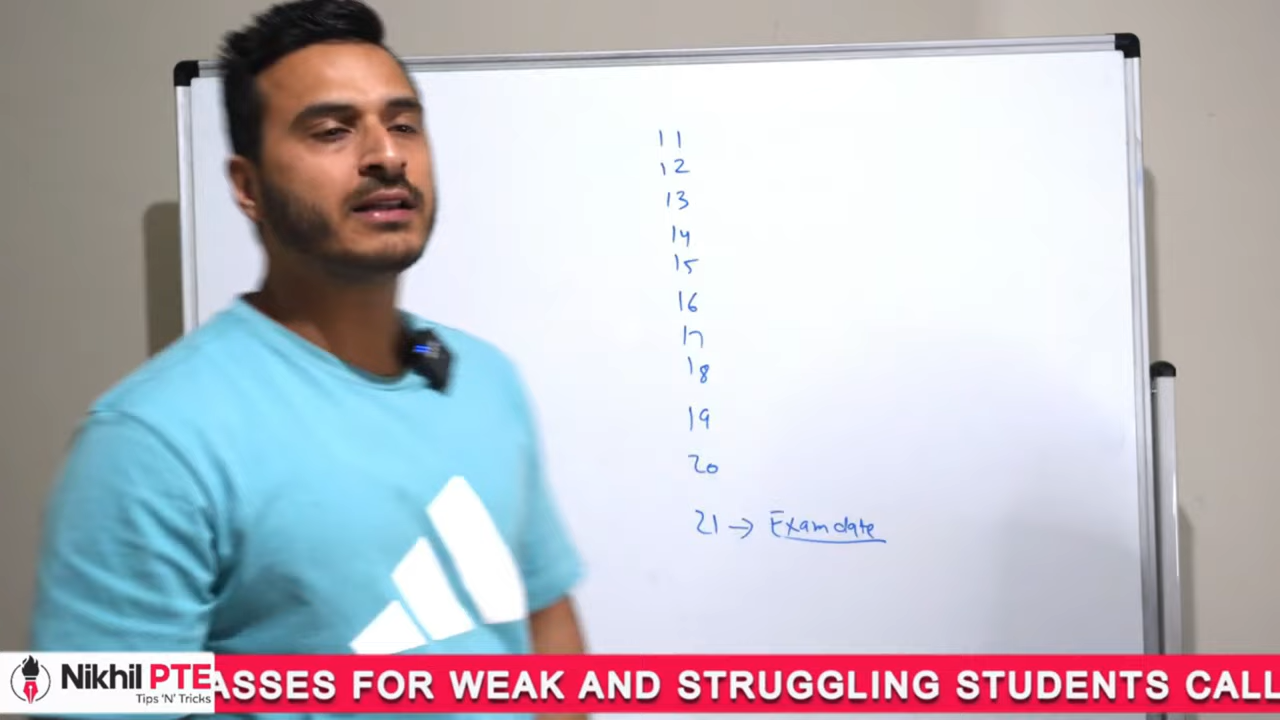 11
12
13
14
15
16
17
18
19
20
21 → Exam date
Nikhil PTE
Tips 'N' Tricks
ASSES FOR WEAK AND STRUGGLING STUDENTS CALL